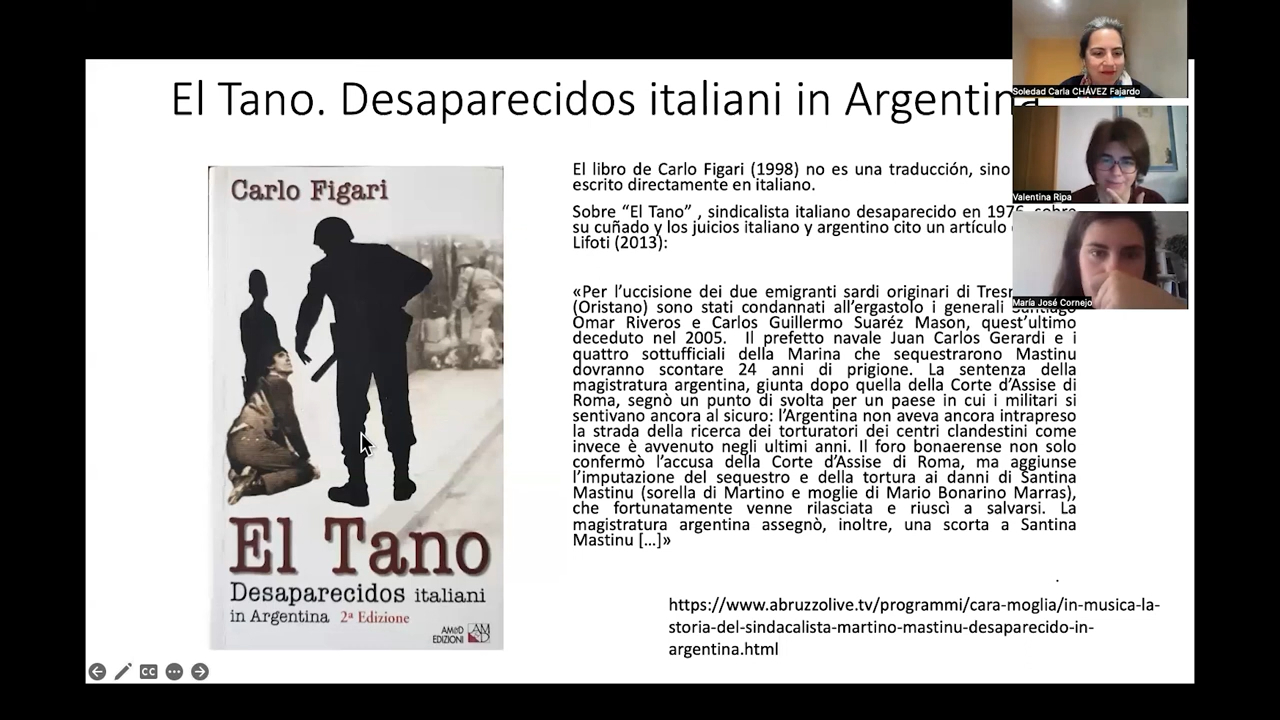 El Tano. Desaparecidos italiani in Argentina
Soledad Carla CHÁVEZ Fajardo
Valentina Ripa
María José Cornejo
Carlo Figari
El Tano
Desaparecidos italiani
in Argentina 2ª Edizione
AM&D
EDIZIONI
El libro de Carlo Figari (1998) no es una traducción, sino
escrito directamente en italiano.
Sobre “El Tano” , sindicalista italiano desaparecido en 1976, sobre
su cuñado y los juicios italiano y argentino cito un artículo
Lifoti (2013):
«Per l’uccisione dei due emigranti sardi originari di
(Oristano) sono stati condannati all’ergastolo i generali Santiago
Omar Riveros e Carlos Guillermo Suaréz Mason, quest’ultimo
deceduto nel 2005. Il prefetto navale Juan Carlos Gerardi e i
quattro sottufficiali della Marina che sequestrarono Mastinu
dovranno scontare 24 anni di prigione. La sentenza della
magistratura argentina, giunta dopo quella della Corte d’Assise di
Roma, segnò un punto di svolta per un paese in cui i militari si
sentivano ancora al sicuro: l’Argentina non aveva ancora intrapreso
la strada della ricerca dei torturatori dei centri clandestini come
invece è avvenuto negli ultimi anni. Il foro bonaerense non solo
confermò l’accusa della Corte d’Assise di Roma, ma aggiunse
l’imputazione del sequestro e della tortura ai danni di Santina
Mastinu (sorella di Martino e moglie di Mario Bonarino Marras),
che fortunatamente venne rilasciata e riuscì a salvarsi. La
magistratura argentina assegnò, inoltre, una scorta a Santina
Mastinu […]»
.
https://www.abruzzolive.tv/programmi/cara-moglia/in-musica-la-
storia-del-sindacalista-martino-mastinu-desaparecido-in-
argentina.html
CC